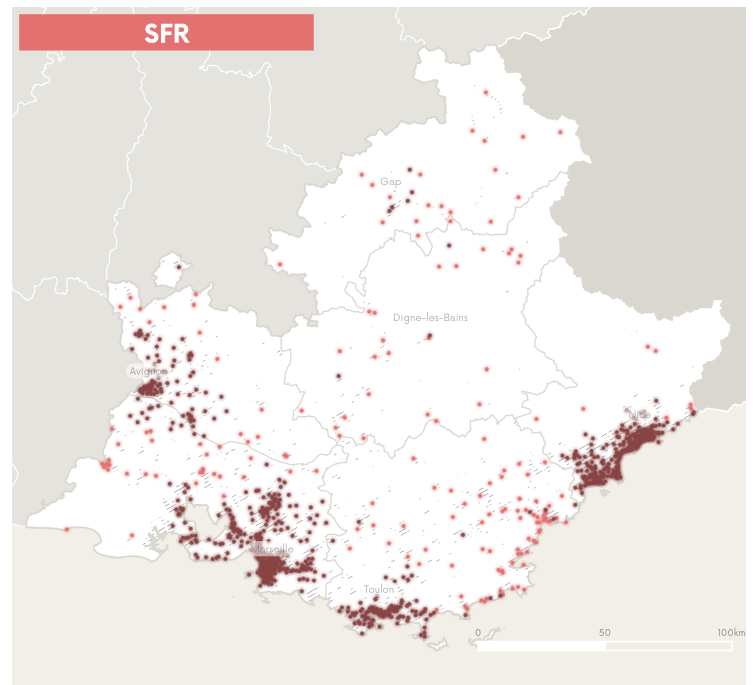 SFR
Gap
Digne-les-Bains
Avignon
Nice
Marseille
Toulon
0 50 100km